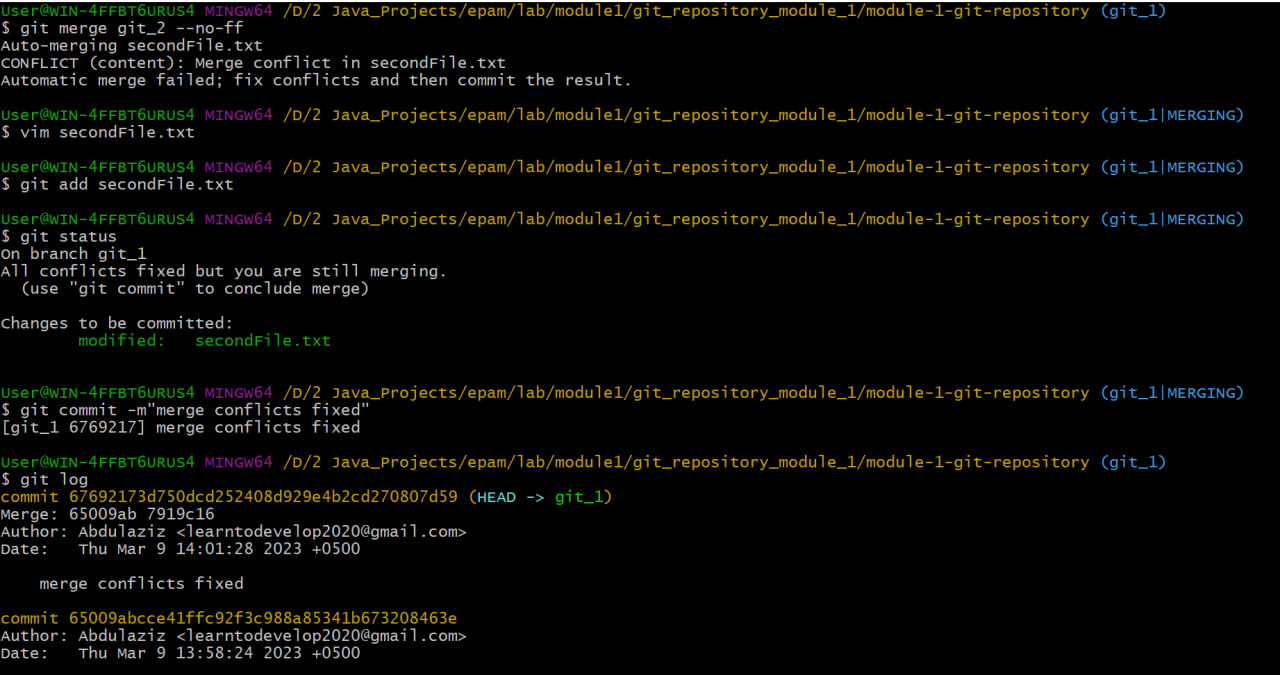 User@WIN-4FFBT6URUS4 MINGW64 /D/2 Java_Projects/epam/lab/module1/git_repository_module_1/module-1-git-repository (git_1)
$ git merge git_2 --no-ff
Auto-merging secondFile.txt
CONFLICT (content): Merge conflict in secondFile.txt
Automatic merge failed; fix conflicts and then commit the result.
User@WIN-4FFBT6URUS4 MINGW64 /D/2 Java_Projects/epam/lab/module1/git_repository_module_1/module-1-git-repository (git_1|MERGING)
$ vim secondFile.txt
User@WIN-4FFBT6URUS4 MINGW64 /D/2 Java_Projects/epam/lab/module1/git_repository_module_1/module-1-git-repository (git_1|MERGING)
$ git add secondFile.txt
User@WIN-4FFBT6URUS4 MINGW64 /D/2 Java_Projects/epam/lab/module1/git_repository_module_1/module-1-git-repository (git_1|MERGING)
$ git status
On branch git_1
All conflicts fixed but you are still merging.
  (use "git commit" to conclude merge)
Changes to be committed:
        modified:   secondFile.txt
User@WIN-4FFBT6URUS4 MINGW64 /D/2 Java_Projects/epam/lab/module1/git_repository_module_1/module-1-git-repository (git_1|MERGING)
$ git commit -m"merge conflicts fixed"
[git_1 6769217] merge conflicts fixed
User@WIN-4FFBT6URUS4 MINGW64 /D/2 Java_Projects/epam/lab/module1/git_repository_module_1/module-1-git-repository (git_1)
$ git log
commit 67692173d750dcd252408d929e4b2cd270807d59 (HEAD -> git_1)
Merge: 65009ab 7919c16
Author: Abdulaziz <learntodevelop2020@gmail.com>
Date:   Thu Mar 9 14:01:28 2023 +0500
    merge conflicts fixed
commit 65009abcce41ffc92f3c988a85341b673208463e
Author: Abdulaziz <learntodevelop2020@gmail.com>
Date:   Thu Mar 9 13:58:24 2023 +0500